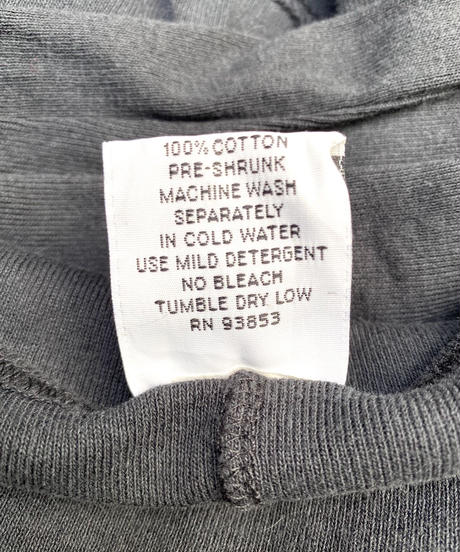 100% COTTON
PRE-SHRUNK
MACHINE WASH
SEPARATELY
IN COLD WATER
USE MILD DETERGENT
NO BLEACH
TUMBLE DRY LOW
RN 93853